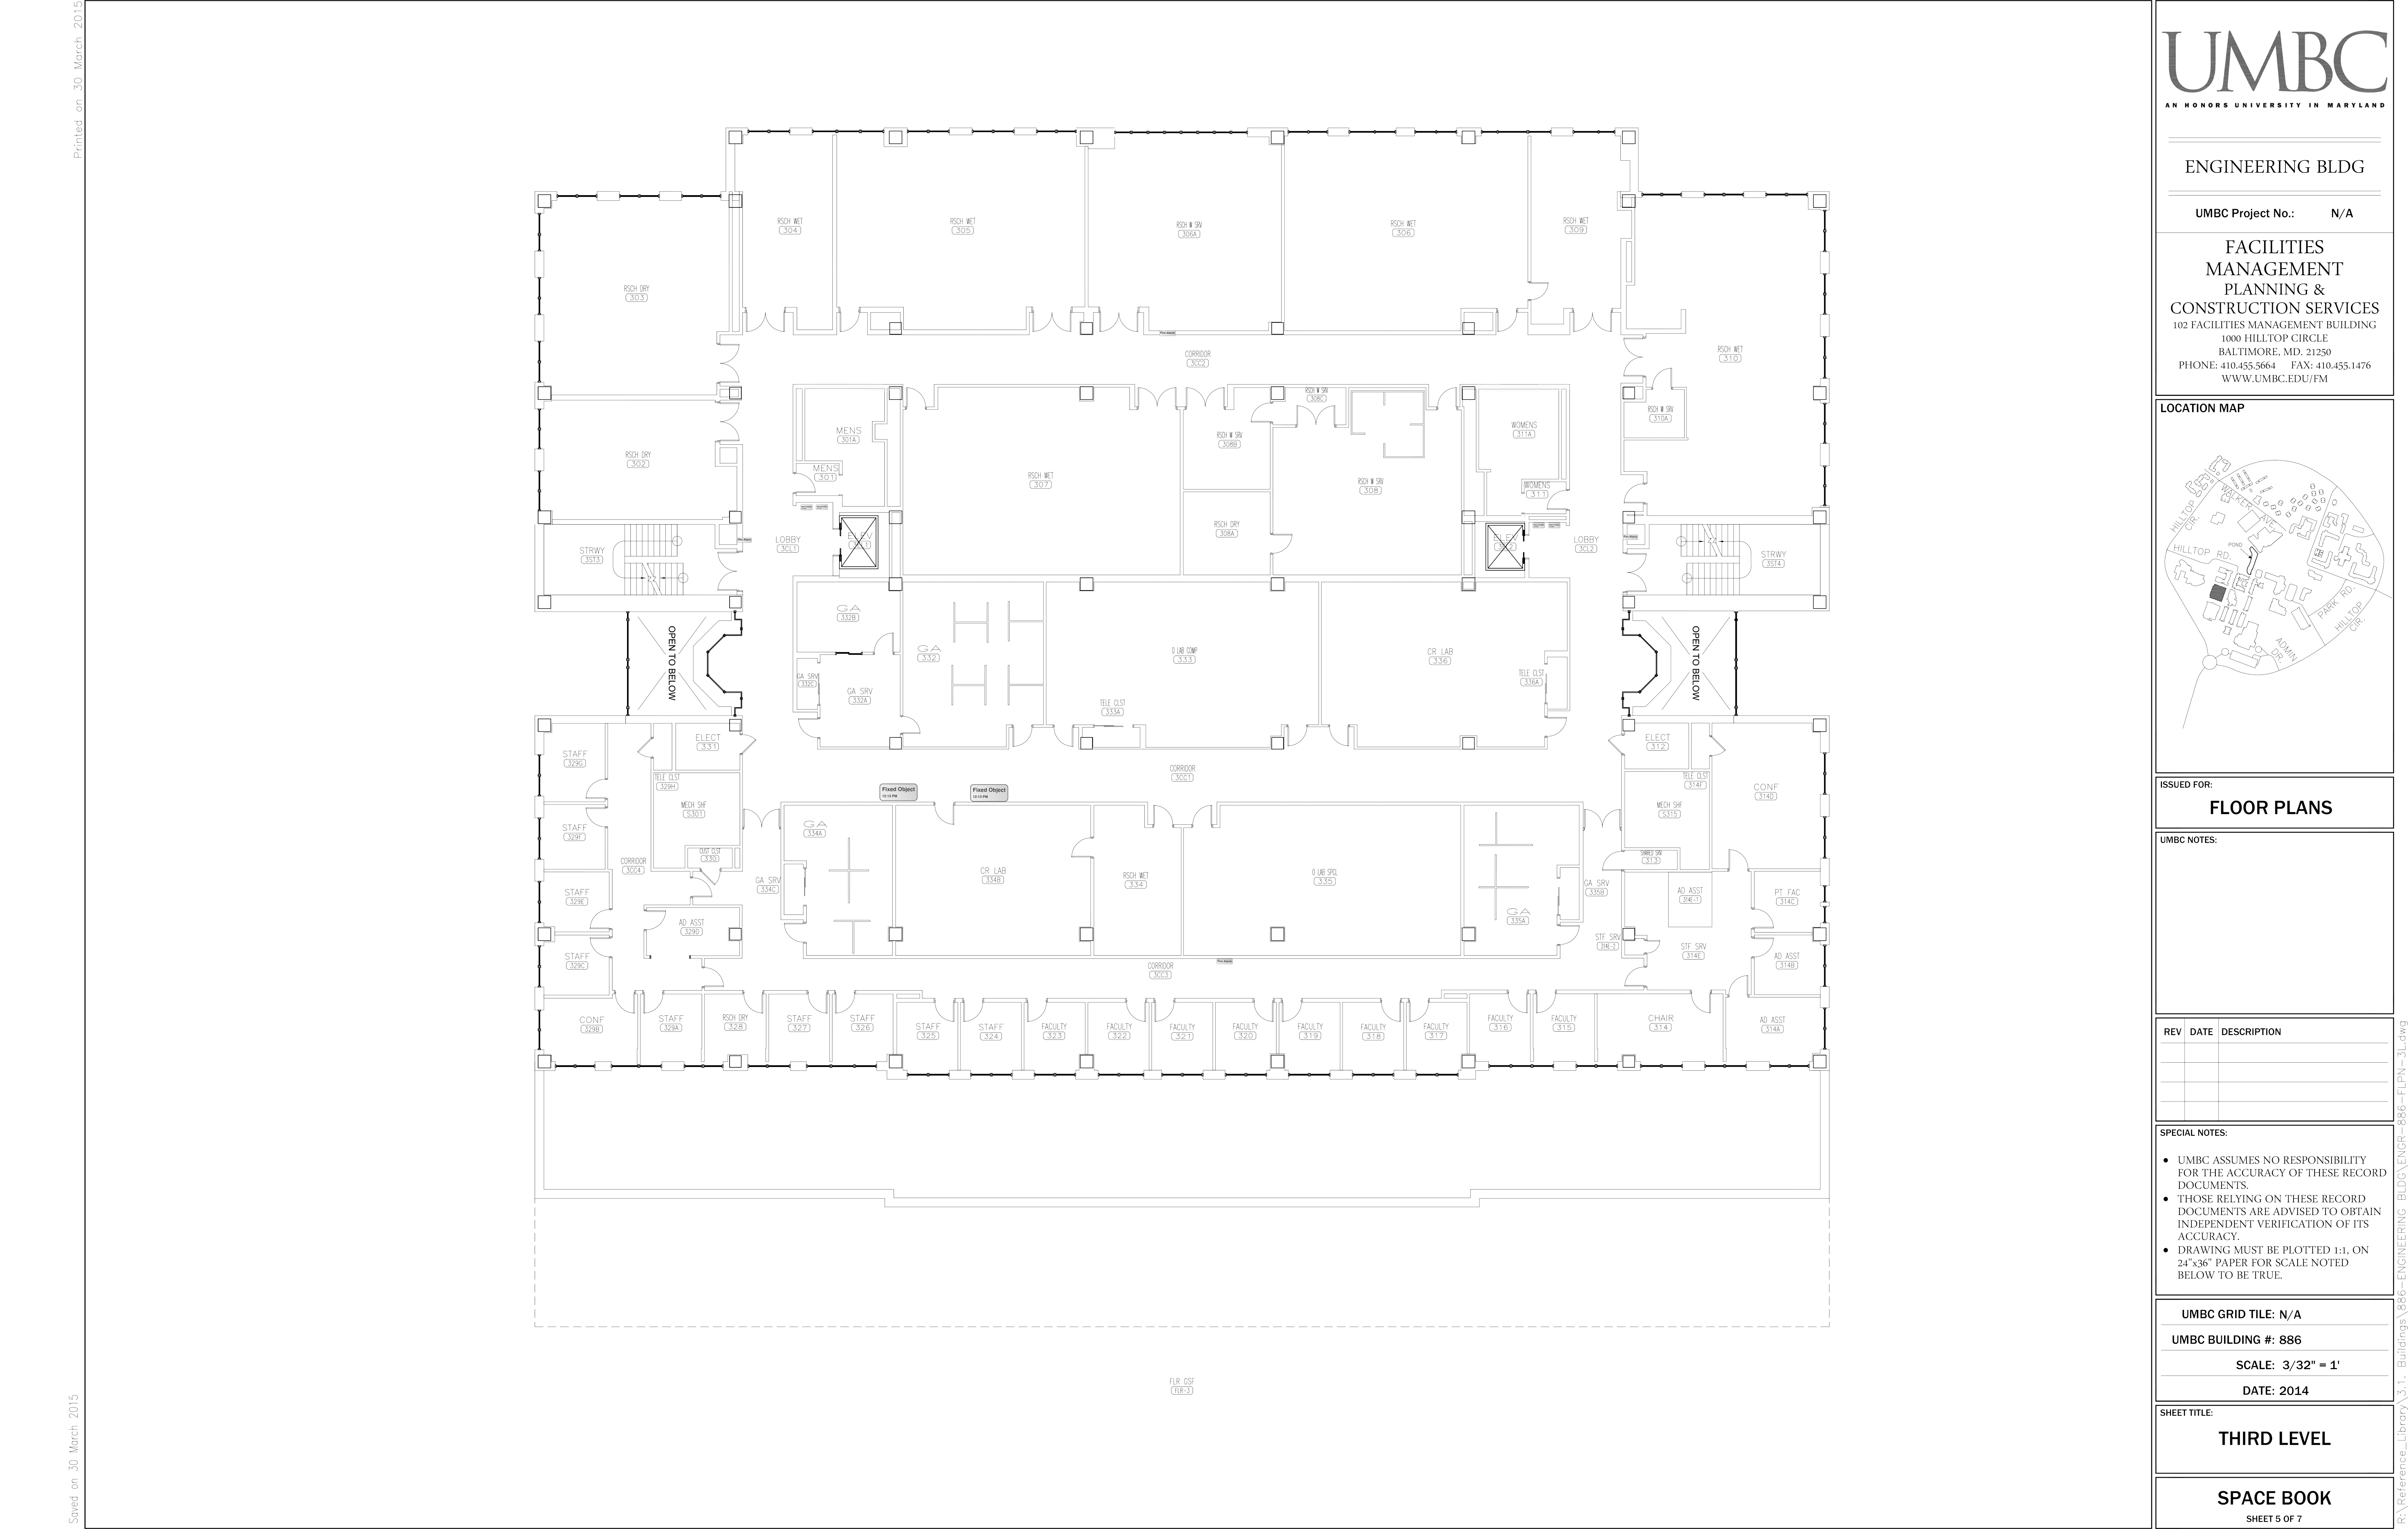 Printed on 30 March 2015
Saved on 30 March 2015
RSCH WET
304
RSCH WET
305
RSCH W SRV
306A
RSCH WET
306
RSCH WET
309
RSCH DRY
303
CORRIDOR
3CC2
RSCH WET
310
RSCH DRY
302
MENS
301A
MENS
301
RSCH WET
307
RSCH W SRV
308B
RSCH W SRV
308C
RSCH W SRV
308
RSCH DRY
308A
WOMENS
311A
WOMENS
311
RSCH W SRV
310A
STRWY
3ST3
LOBBY
3CL1
ELEV
ELEV
LOBBY
3CL2
STRWY
3ST4
OPEN TO BELOW
GA
332B
GA SRV
332C
GA SRV
332A
GA
332
O LAB COMP
333
TELE CLST
333A
CR LAB
336
TELE CLST
336A
OPEN TO BELOW
CORRIDOR
3CC1
Fixed Object
Fixed Object
STAFF
329G
ELECT
331
TELE CLST
329H
MECH SHF
S301
STAFF
329F
CUST CLST
330
CORRIDOR
3CC4
STAFF
329E
AD ASST
329D
STAFF
329C
GA
334A
GA SRV
334C
CR LAB
334B
RSCH WET
334
O LAB SPCL
335
GA
335A
GA SRV
335B
ELECT
312
TELE CLST
314F
MECH SHF
S315
CONF
314D
313
AD ASST
314E-1
PT FAC
314C
STF SRV
314E-2
STF SRV
314E
AD ASST
314B
CORRIDOR
3CC3
CONF
329B
STAFF
329A
RSCH DRY
328
STAFF
327
STAFF
326
STAFF
325
STAFF
324
FACULTY
323
FACULTY
322
FACULTY
321
FACULTY
320
FACULTY
319
FACULTY
318
FACULTY
317
FACULTY
316
FACULTY
315
CHAIR
314
AD ASST
314A
FLR GSF
FLR-3
UMBC
AN HONORS UNIVERSITY IN MARYLAND
ENGINEERING BLDG
UMBC Project No.: N/A
FACILITIES
MANAGEMENT
PLANNING &
CONSTRUCTION SERVICES
102 FACILITIES MANAGEMENT BUILDING
1000 HILLTOP CIRCLE
BALTIMORE, MD. 21250
PHONE: 410.455.5664 FAX: 410.455.1476
WWW.UMBC.EDU/FM
LOCATION MAP
HILLTOP CIR.
WALKER AVE.
HILLTOP RD.
POND
PARK RD.
HILLTOP CIR.
ADMIN DR.
ISSUED FOR:
FLOOR PLANS
UMBC NOTES:
REV DATE DESCRIPTION
SPECIAL NOTES:
● UMBC ASSUMES NO RESPONSIBILITY
FOR THE ACCURACY OF THESE RECORD
DOCUMENTS.
● THOSE RELYING ON THESE RECORD
DOCUMENTS ARE ADVISED TO OBTAIN
INDEPENDENT VERIFICATION OF ITS
ACCURACY.
● DRAWING MUST BE PLOTTED 1:1, ON
24"x36" PAPER FOR SCALE NOTED
BELOW TO BE TRUE.
UMBC GRID TILE: N/A
UMBC BUILDING #: 886
SCALE: 3/32" = 1'
DATE: 2014
SHEET TITLE:
THIRD LEVEL
SPACE BOOK
SHEET 5 OF 7
R:\Reference_Library\3.1. Buildings\886-ENGINEERING BLDG\ENGR-886-FLPN-3L.dwg